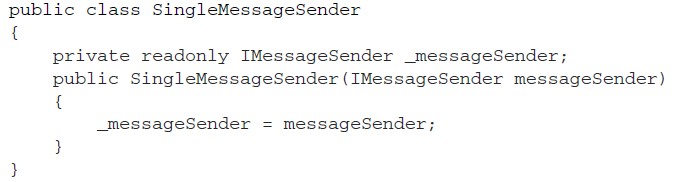 public class SingleMessageSender
{
    private readonly IMessageSender _messageSender;
    public SingleMessageSender(IMessageSender messageSender)
    {
        _messageSender = messageSender;
    }
}